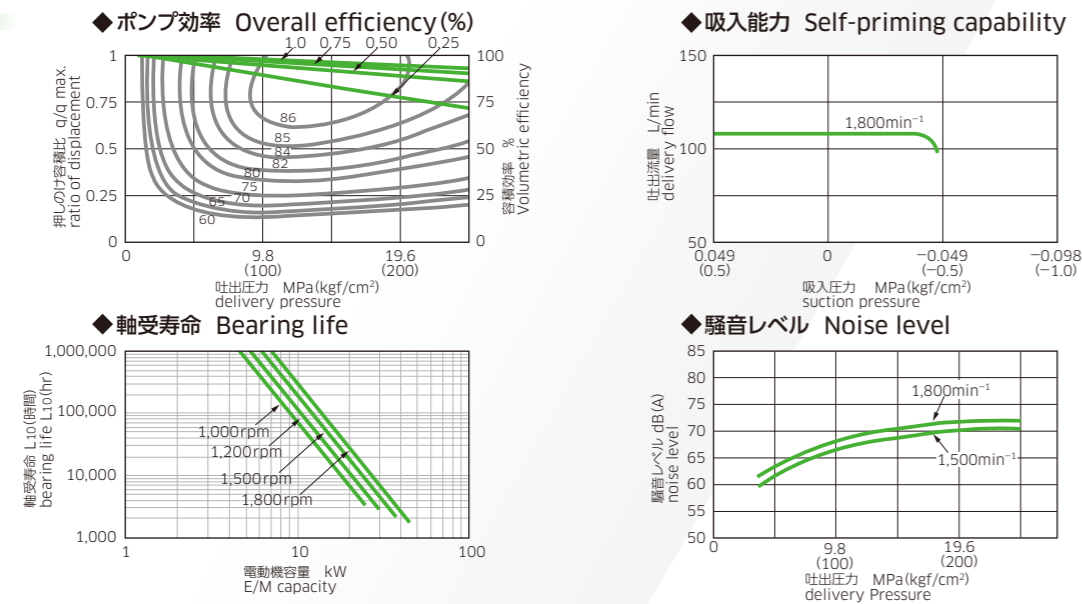 ◆ポンプ効率 Overall efficiency(%)
1.0 0.75 0.50 0.25
1
0.75
0.5
0.25
0
押しのけ容積比 q/q max.
ratio of displacement
100
75
50
25
0
容積効率 %
Volumetric efficiency
86
85
84
82
80
75
70
65
60
0 9.8 19.6
(100) (200)
吐出圧力 MPa(kgf/cm²)
delivery pressure
◆吸入能力 Self-priming capability
150
100
50
吐出流量 L/min
delivery flow
1,800min⁻¹
0.049 0 −0.049 −0.098
(0.5) (−0.5) (−1.0)
吸入圧力 MPa(kgf/cm²)
suction pressure
◆軸受寿命 Bearing life
1,000,000
100,000
10,000
1,000
軸受寿命 L10(時間)
bearing life L10(hr)
1,000rpm
1,200rpm
1,500rpm
1,800rpm
1 10 100
電動機容量 kW
E/M capacity
◆騒音レベル Noise level
85
80
75
70
65
60
55
50
騒音レベル dB(A)
noise level
1,800min⁻¹
1,500min⁻¹
0 9.8 19.6
(100) (200)
吐出圧力 MPa(kgf/cm²)
delivery Pressure